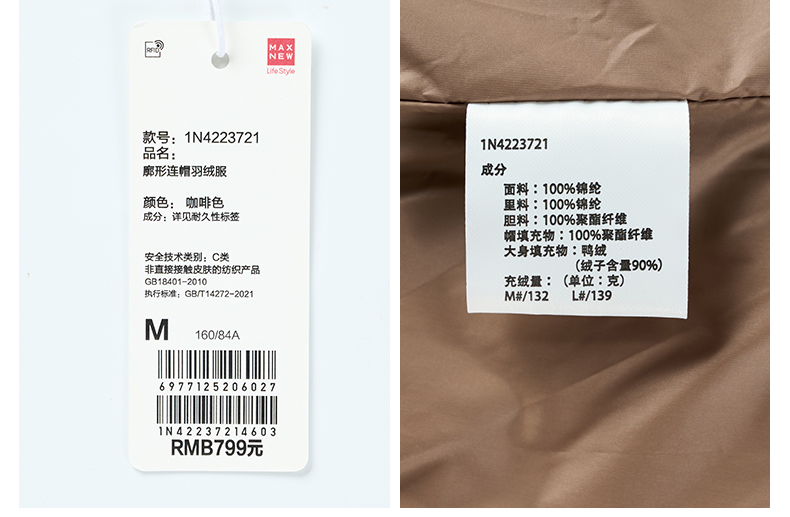 RFID
MAX
NEW
Life Style
款号：1N4223721
品名：
廓形连帽羽绒服
颜色： 咖啡色
成分：详见耐久性标签
安全技术类别：C类
非直接接触皮肤的纺织产品
GB18401-2010
执行标准：GB/T14272-2021
M 160/84A
6977125206027
1N42237214603
RMB799元
1N4223721
成分
面料：100%锦纶
里料：100%锦纶
胆料：100%聚酯纤维
帽填充物：100%聚酯纤维
大身填充物：鸭绒
（绒子含量90%）
充绒量：（单位：克）
M#/132 L#/139